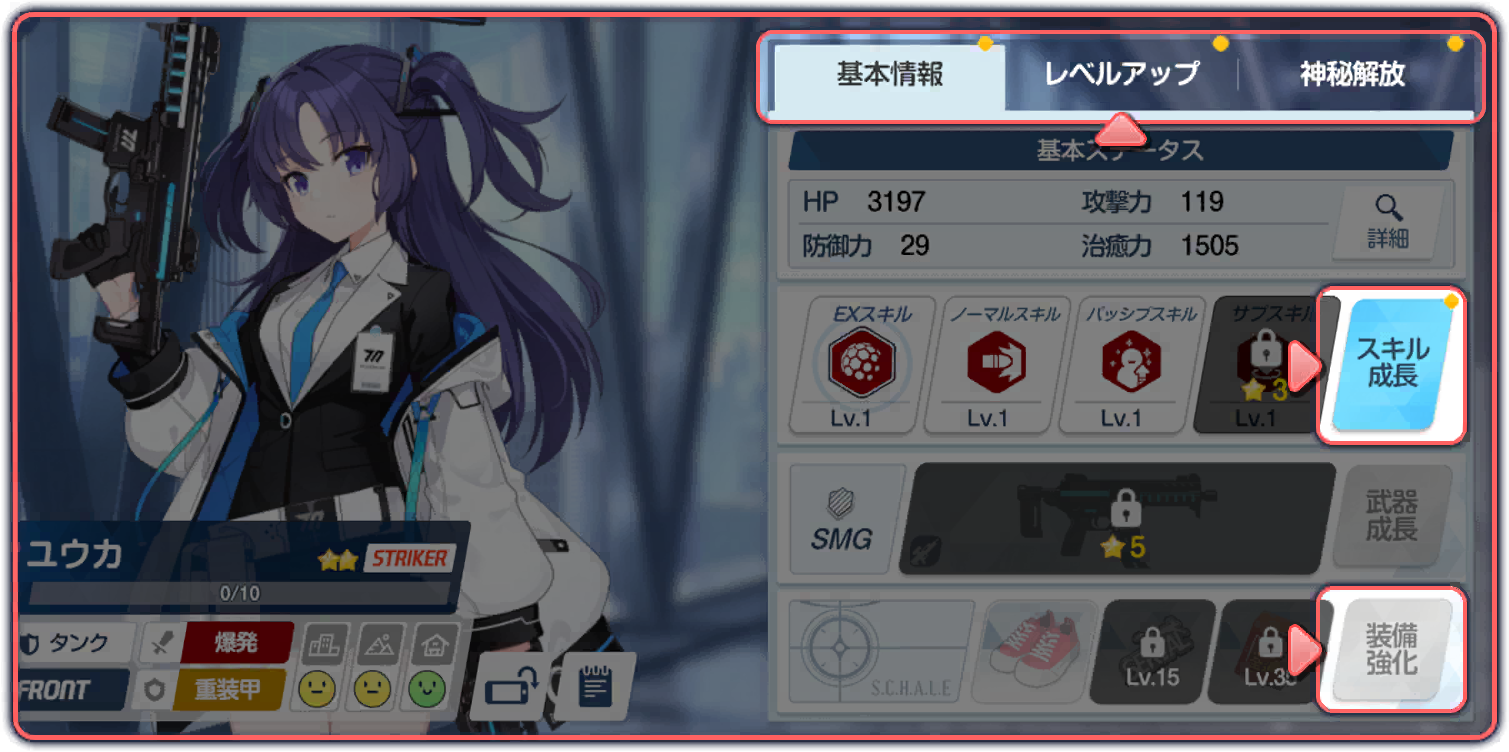 基本情報
レベルアップ
神秘解放
基本ステータス
HP 3197 攻撃力 119
防御力 29 治癒力 1505
詳細
EXスキル
ノーマルスキル
パッシブスキル
サブスキル
3
Lv.1
Lv.1
Lv.1
Lv.1
スキル
成長
SMG
5
武器
成長
S.C.H.A.L.E
Lv.15
装備
強化
ユウカ
STRIKER
0/10
タンク
爆発
FRONT
重装甲